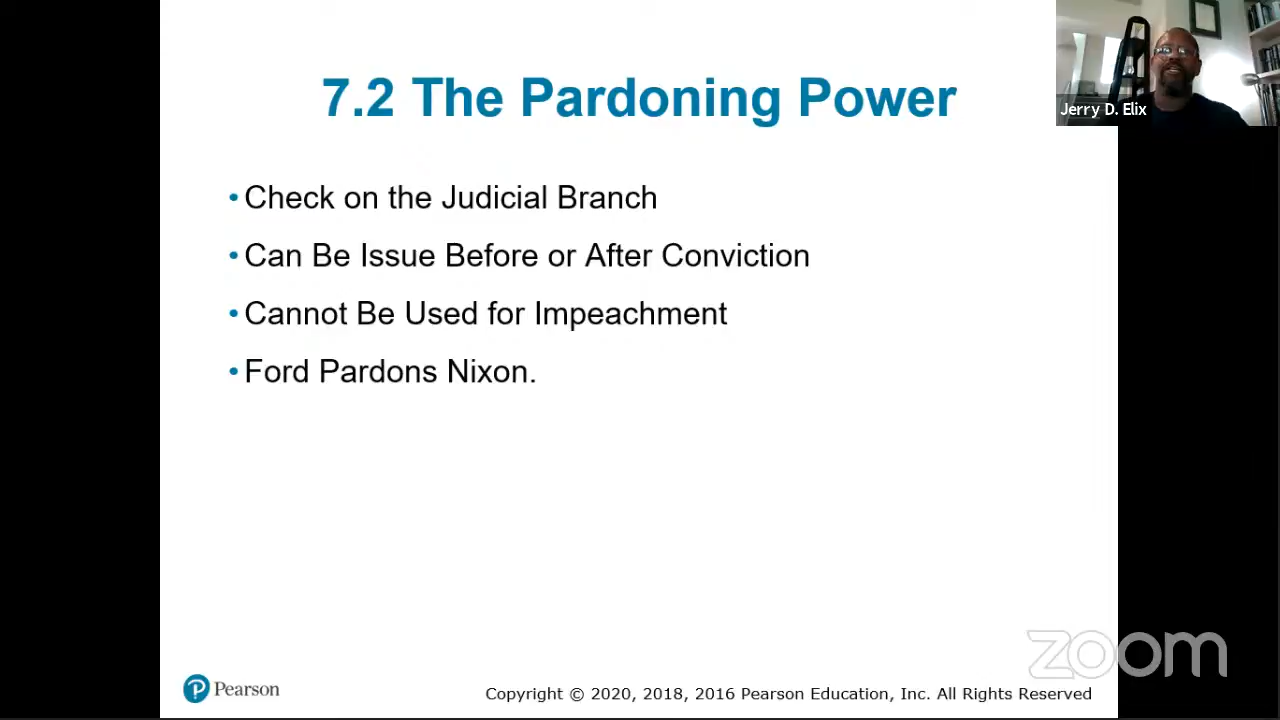 7.2 The Pardoning Power
Jerry D. Elix
• Check on the Judicial Branch
• Can Be Issue Before or After Conviction
• Cannot Be Used for Impeachment
• Ford Pardons Nixon.
zoom
P Pearson
Copyright © 2020, 2018, 2016 Pearson Education, Inc. All Rights Reserved